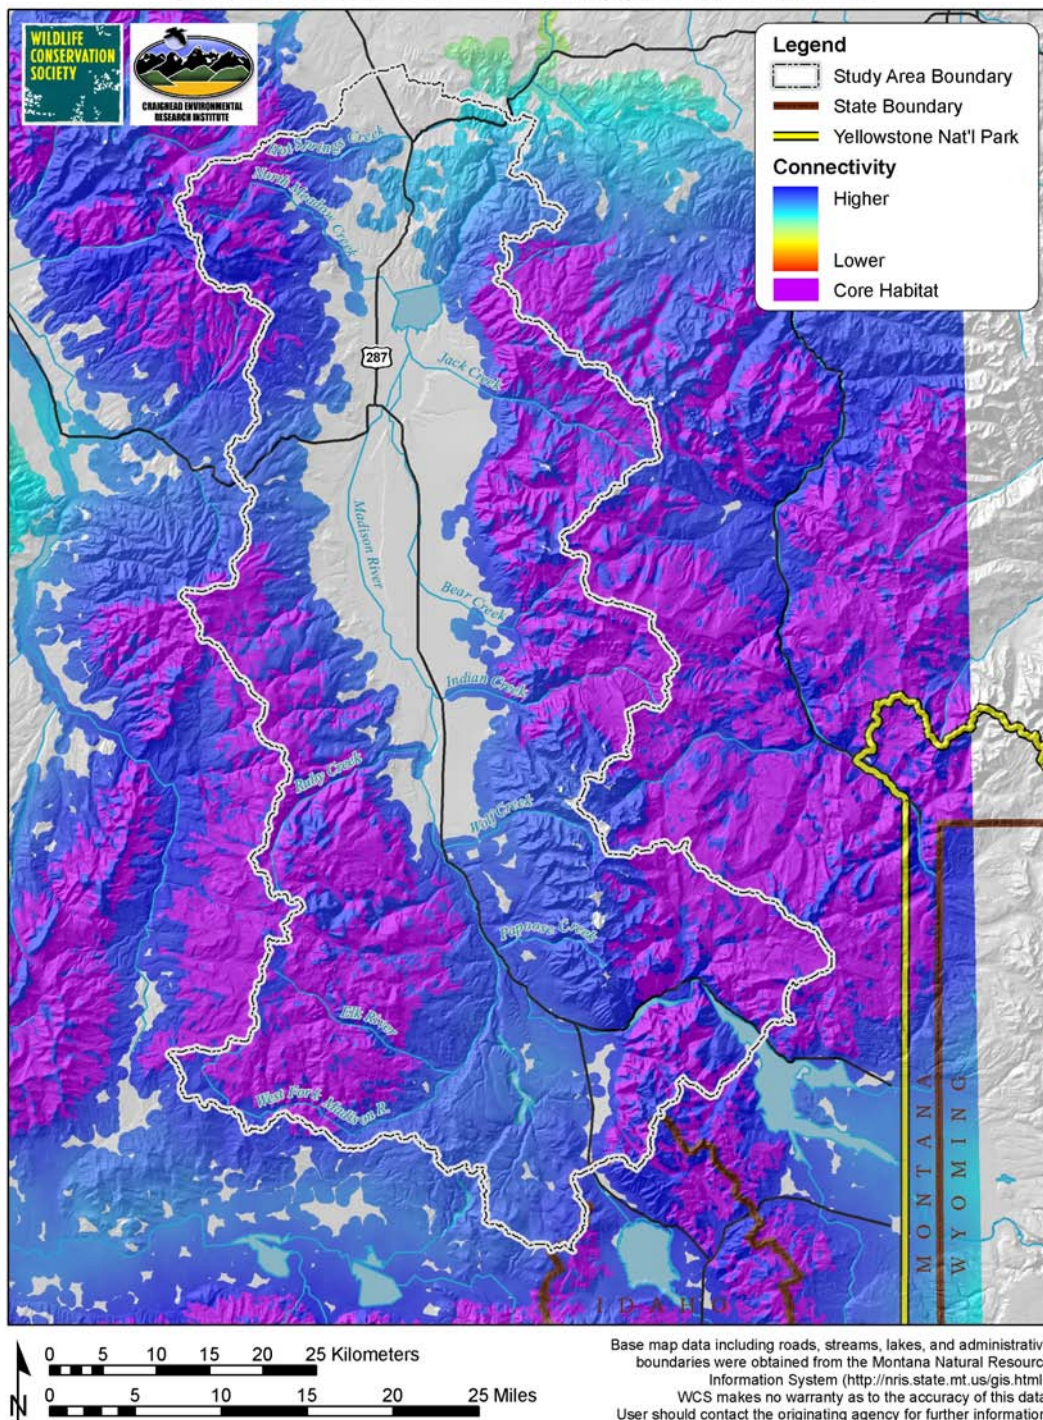 WILDLIFE
CONSERVATION
SOCIETY
CRAIGHEAD ENVIRONMENTAL
RESEARCH INSTITUTE
Legend
Study Area Boundary
State Boundary
Yellowstone Nat'l Park
Connectivity
Higher
Lower
Core Habitat
Hot Springs Creek
North Meadow Creek
287
Jack Creek
Madison River
Bear Creek
Indian Creek
Ruby Creek
Wolf Creek
Papoose Creek
Elk River
West Fork Madison R.
MONTANA
WYOMING
IDAHO
N
0 5 10 15 20 25 Kilometers
0 5 10 15 20 25 Miles
Base map data including roads, streams, lakes, and administrativ
boundaries were obtained from the Montana Natural Resourc
Information System (http://nris.state.mt.us/gis.html
WCS makes no warranty as to the accuracy of this data
User should contact the originating agency for further information